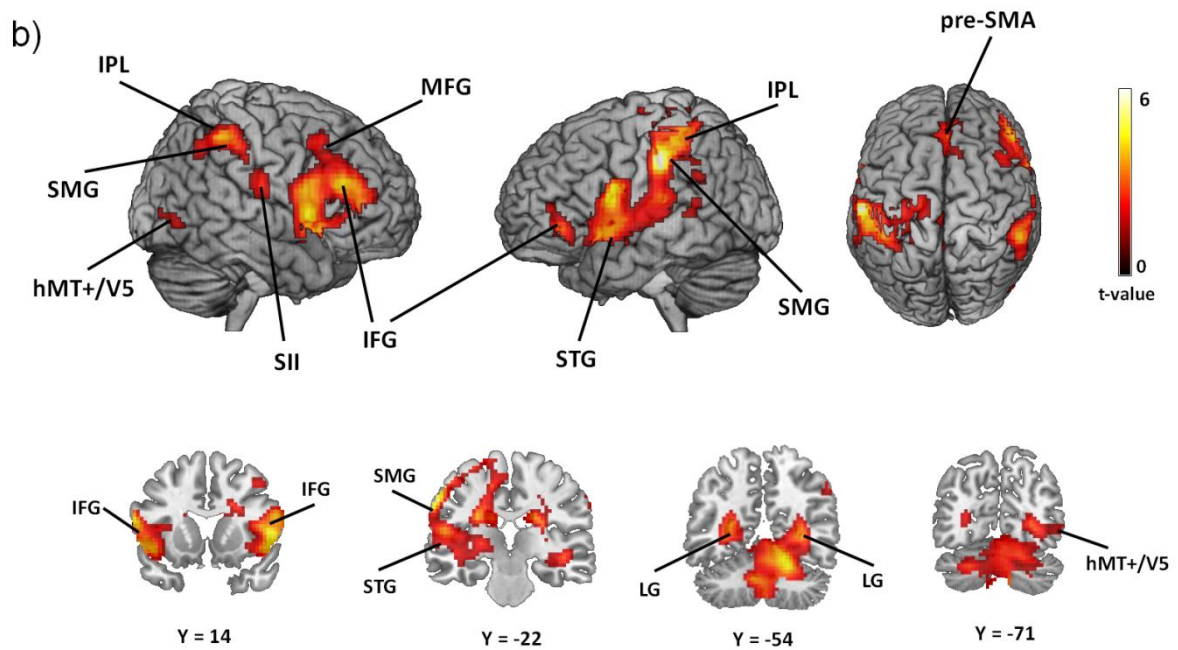 b)
pre-SMA
IPL
MFG
IPL
6
SMG
hMT+/V5
0
t-value
SMG
IFG
SII
STG
SMG
IFG
IFG
STG
LG
LG
hMT+/V5
Y = 14
Y = -22
Y = -54
Y = -71